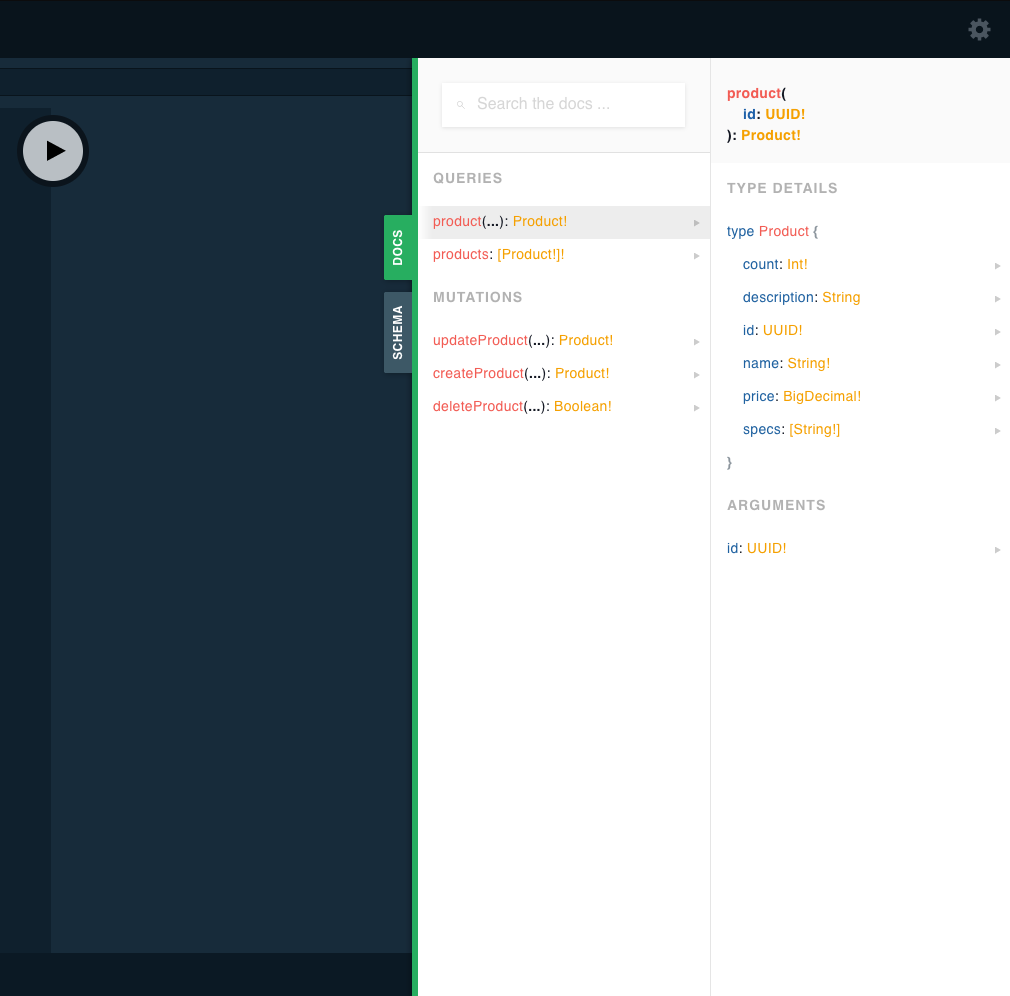 DOCS
SCHEMA
Search the docs ...
QUERIES
product(...): Product!
products: [Product!]!
MUTATIONS
updateProduct(...): Product!
createProduct(...): Product!
deleteProduct(...): Boolean!
product(
id: UUID!
): Product!
TYPE DETAILS
type Product {
count: Int!
description: String
id: UUID!
name: String!
price: BigDecimal!
specs: [String!]
}
ARGUMENTS
id: UUID!